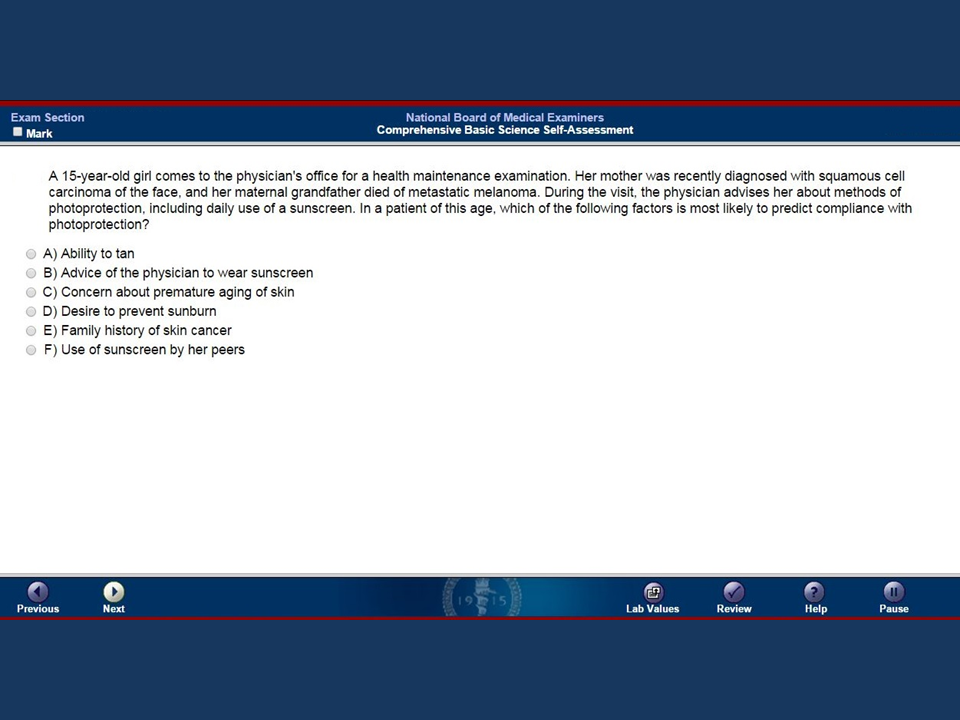 Exam Section
Mark
National Board of Medical Examiners
Comprehensive Basic Science Self-Assessment
A 15-year-old girl comes to the physician's office for a health maintenance examination. Her mother was recently diagnosed with squamous cell
carcinoma of the face, and her maternal grandfather died of metastatic melanoma. During the visit, the physician advises her about methods of
photoprotection, including daily use of a sunscreen. In a patient of this age, which of the following factors is most likely to predict compliance with
photoprotection?
A) Ability to tan
B) Advice of the physician to wear sunscreen
C) Concern about premature aging of skin
D) Desire to prevent sunburn
E) Family history of skin cancer
F) Use of sunscreen by her peers
1915
Previous
Next
Lab Values
Review
Help
Pause